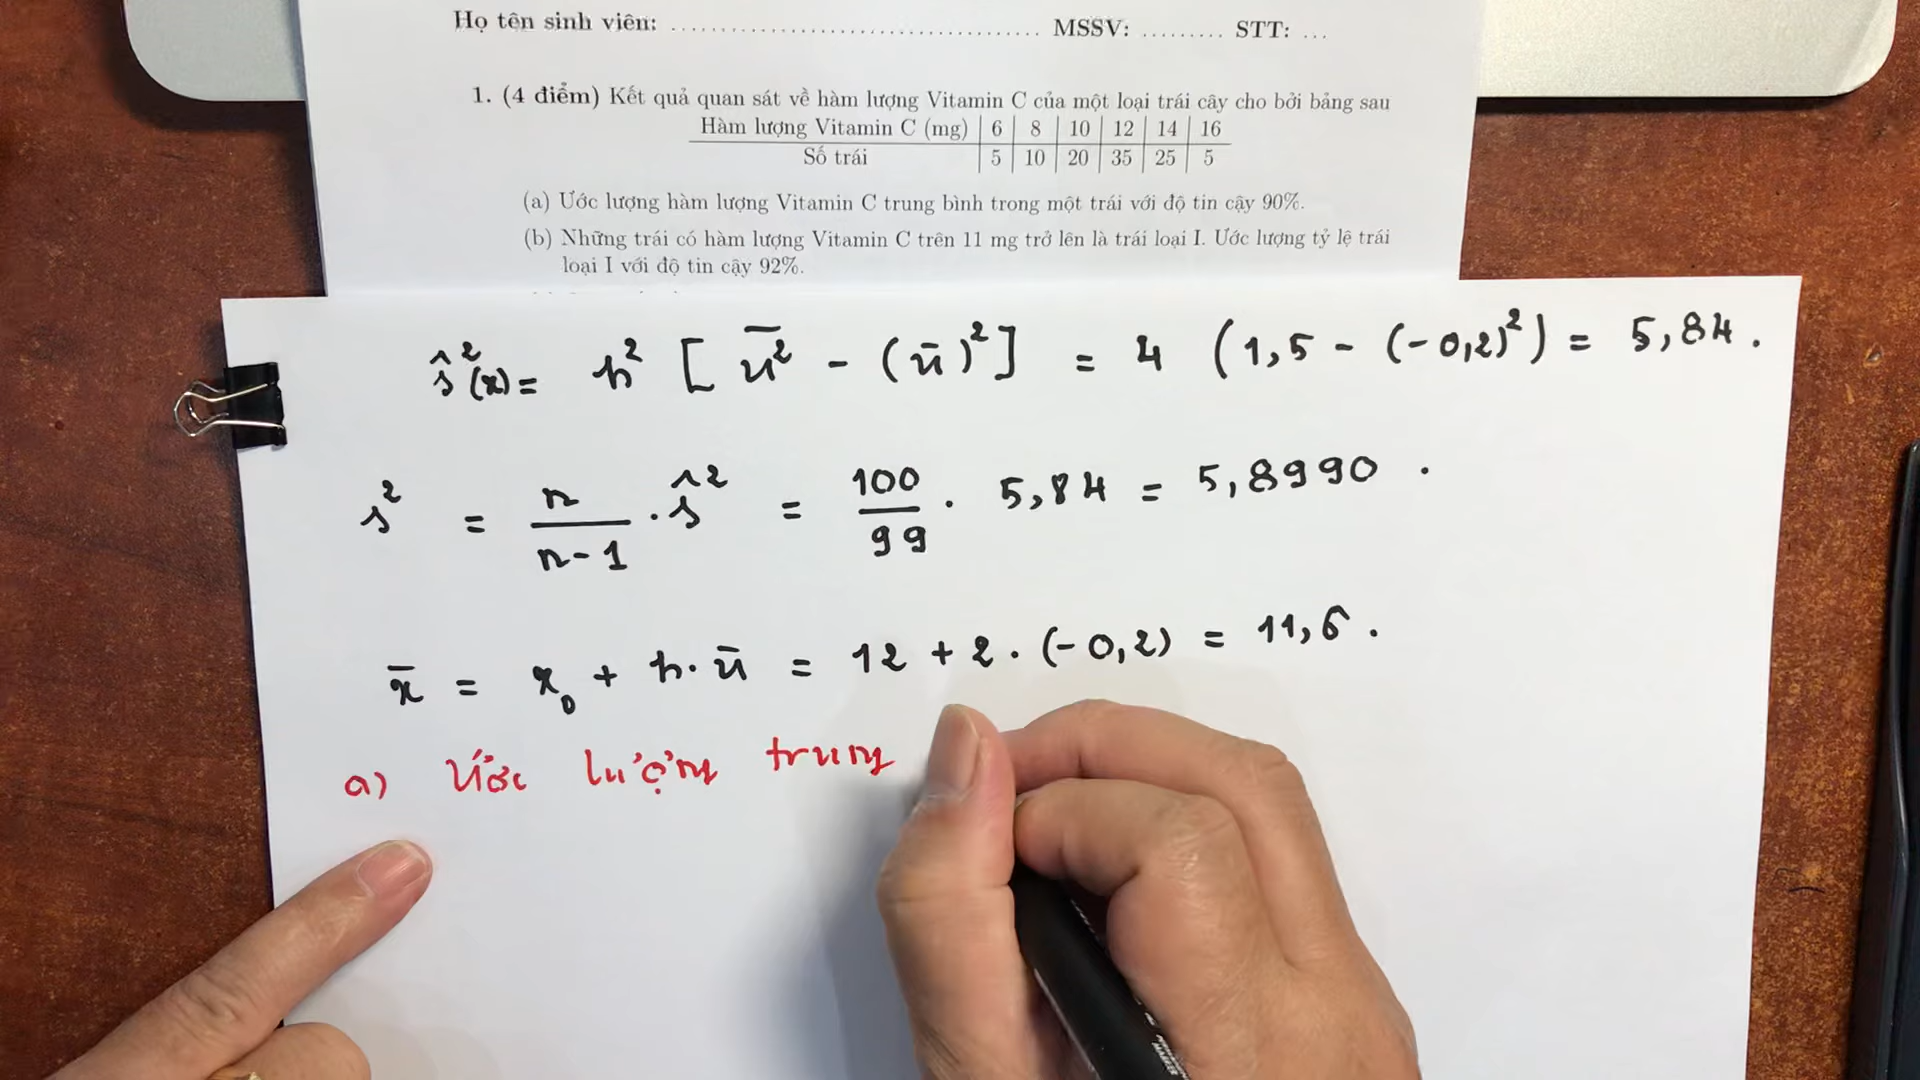 Họ tên sinh viên: ........................................ MSSV: ......... STT: ...
1. (4 điểm) Kết quả quan sát về hàm lượng Vitamin C của một loại trái cây cho bởi bảng sau
Hàm lượng Vitamin C (mg) 6 8 10 12 14 16
Số trái 5 10 20 35 25 5
(a) Ước lượng hàm lượng Vitamin C trung bình trong một trái với độ tin cậy 90%.
(b) Những trái có hàm lượng Vitamin C trên 11 mg trở lên là trái loại I. Ước lượng tỷ lệ trái
loại I với độ tin cậy 92%.
ŝ²(x) = h² [ u̅² - (ū)² ] = 4 (1,5 - (-0,2)²) = 5,84.
s² = n/(n-1) . ŝ² = 100/99 . 5,84 = 5,8990.
x̄ = x₀ + h. ū = 12 + 2. (-0,2) = 11,6.
a) Ước lượng trung